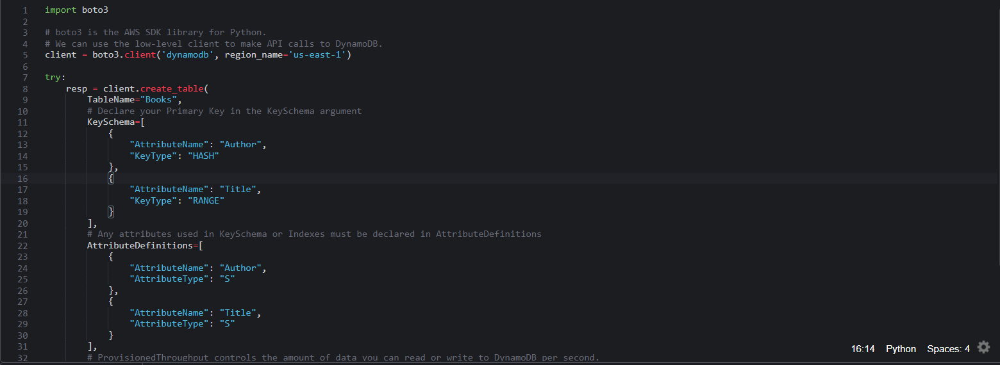 1 import boto3
2
3 # boto3 is the AWS SDK library for Python.
4 # We can use the low-level client to make API calls to DynamoDB.
5 client = boto3.client('dynamodb', region_name='us-east-1')
6
7 try:
8     resp = client.create_table(
9         TableName="Books",
10         # Declare your Primary Key in the KeySchema argument
11         KeySchema=[
12             {
13                 "AttributeName": "Author",
14                 "KeyType": "HASH"
15             },
16             {
17                 "AttributeName": "Title",
18                 "KeyType": "RANGE"
19             }
20         ],
21         # Any attributes used in KeySchema or Indexes must be declared in AttributeDefinitions
22         AttributeDefinitions=[
23             {
24                 "AttributeName": "Author",
25                 "AttributeType": "S"
26             },
27             {
28                 "AttributeName": "Title",
29                 "AttributeType": "S"
30             }
31         ],
32         # ProvisionedThroughput controls the amount of data you can read or write to DynamoDB per second.
16:14 Python Spaces: 4